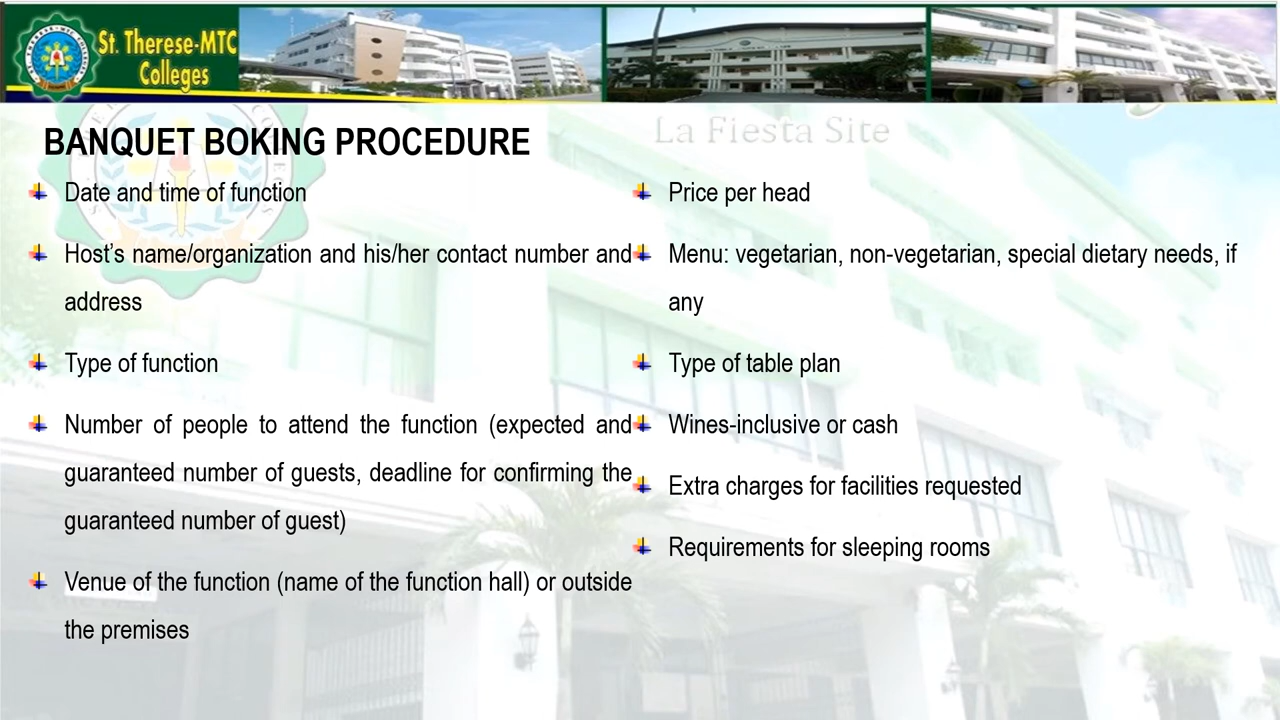 St. Therese-MTC
Colleges
La Fiesta Site
BANQUET BOKING PROCEDURE
Date and time of function
Host’s name/organization and his/her contact number and
address
Type of function
Number of people to attend the function (expected and
guaranteed number of guests, deadline for confirming the
guaranteed number of guest)
Venue of the function (name of the function hall) or outside
the premises
Price per head
Menu: vegetarian, non-vegetarian, special dietary needs, if
any
Type of table plan
Wines-inclusive or cash
Extra charges for facilities requested
Requirements for sleeping rooms